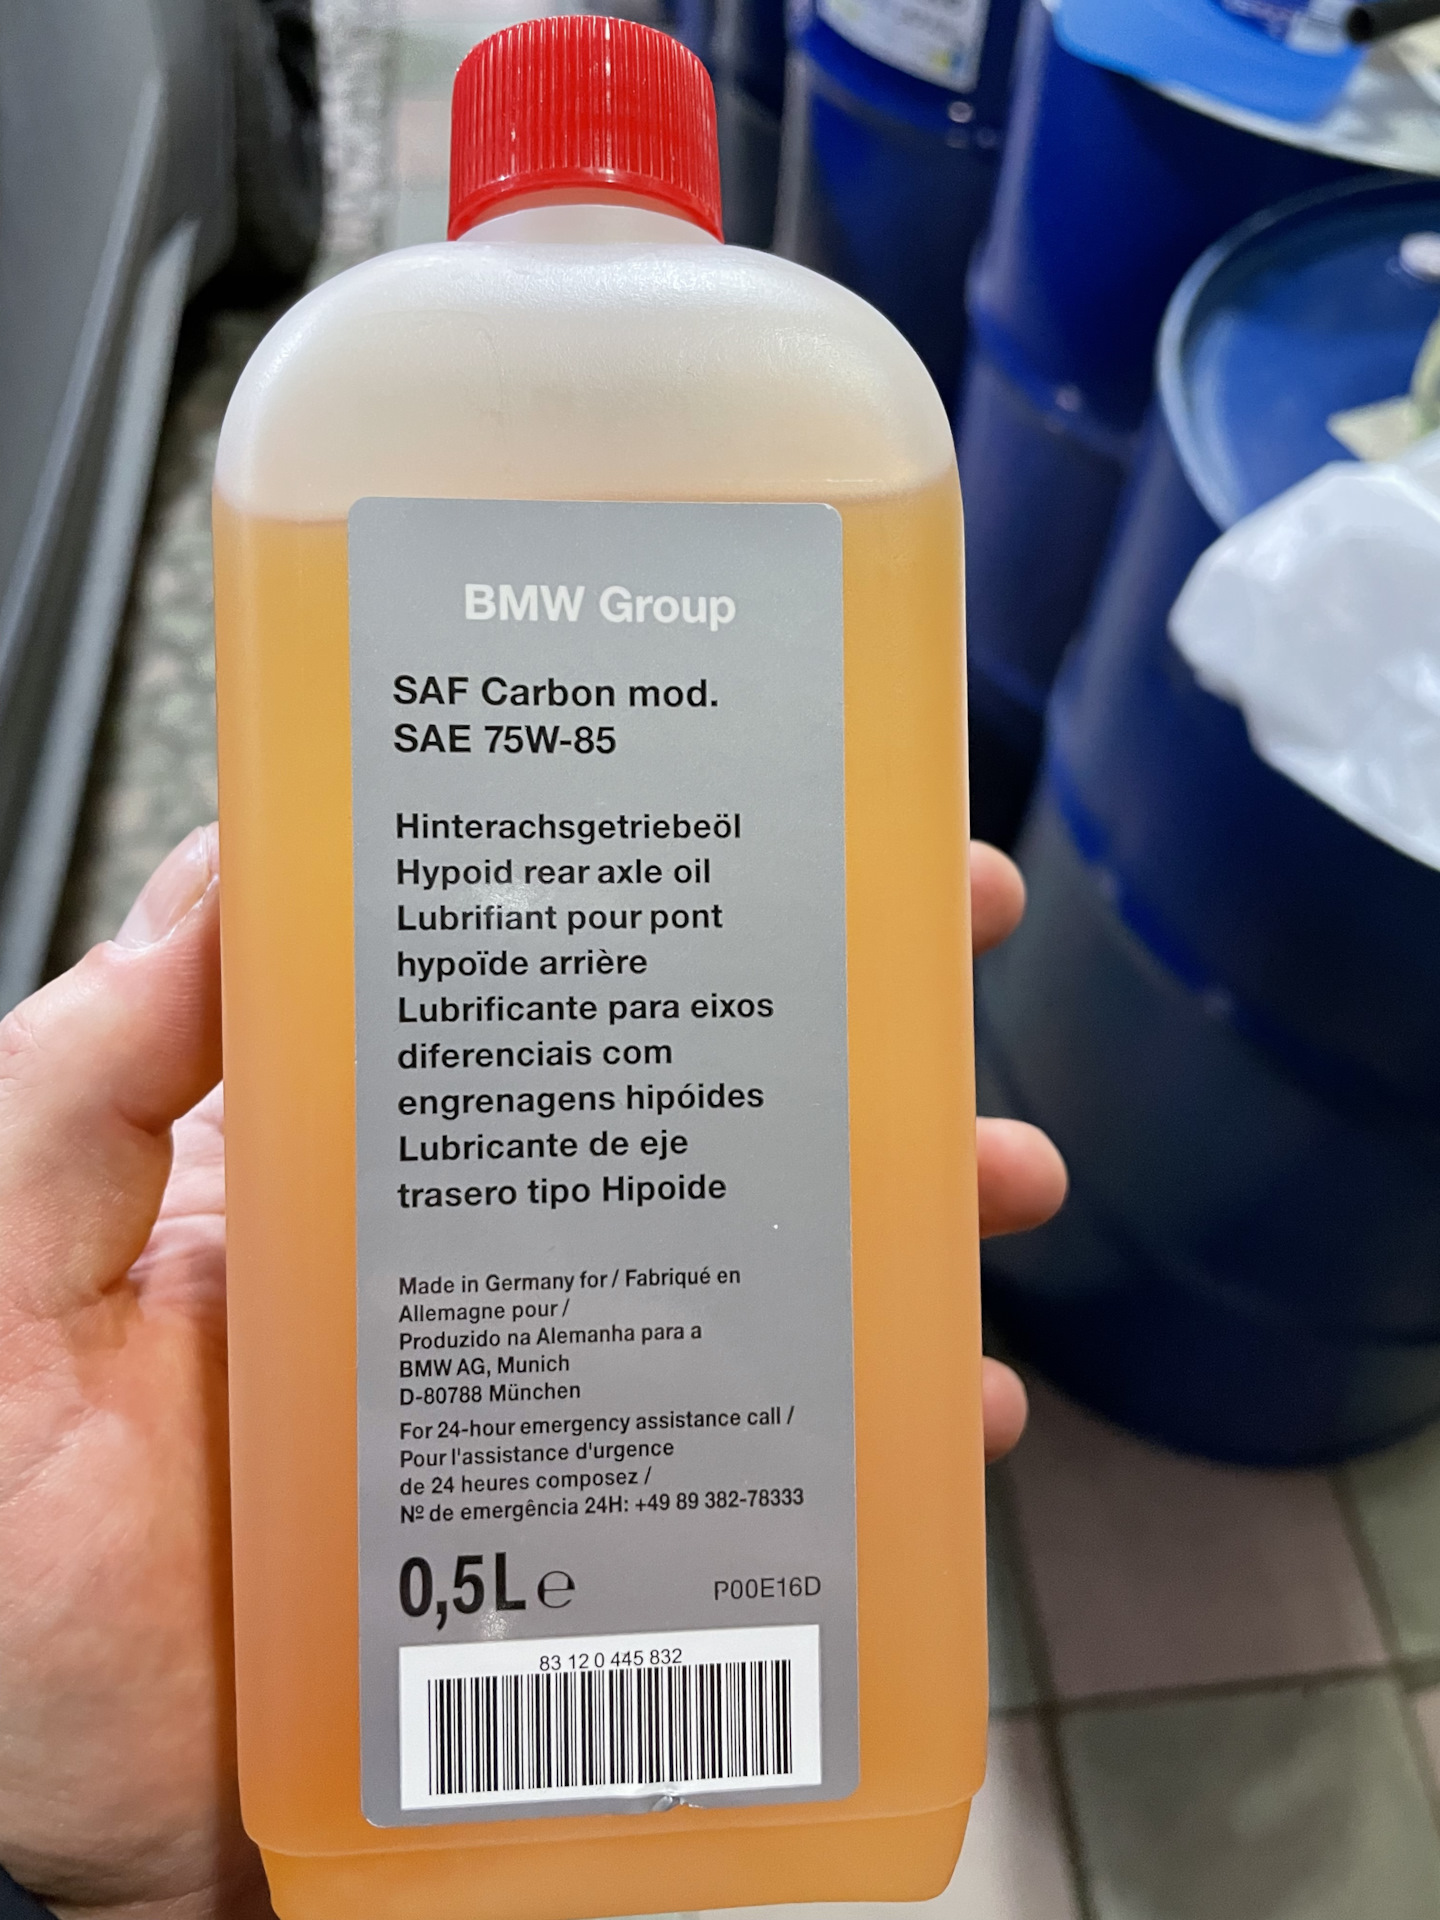 BMW Group
SAF Carbon mod.
SAE 75W-85
Hinterachsgetriebeöl
Hypoid rear axle oil
Lubrifiant pour pont
hypoïde arrière
Lubrificante para eixos
diferenciais com
engrenagens hipóides
Lubricante de eje
trasero tipo Hipoide
Made in Germany for / Fabriqué en
Allemagne pour /
Produzido na Alemanha para a
BMW AG, Munich
D-80788 München
For 24-hour emergency assistance call /
Pour l'assistance d'urgence
de 24 heures composez /
Nº de emergência 24H: +49 89 382-78333
0,5L ℮ P00E16D
83 12 0 445 832